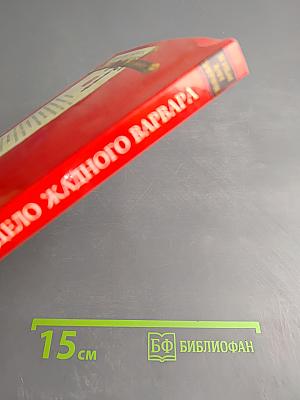 ДЕЛО ЖАДНОГО ВАРВАРА
15 см
БФ БИБЛИОФАН